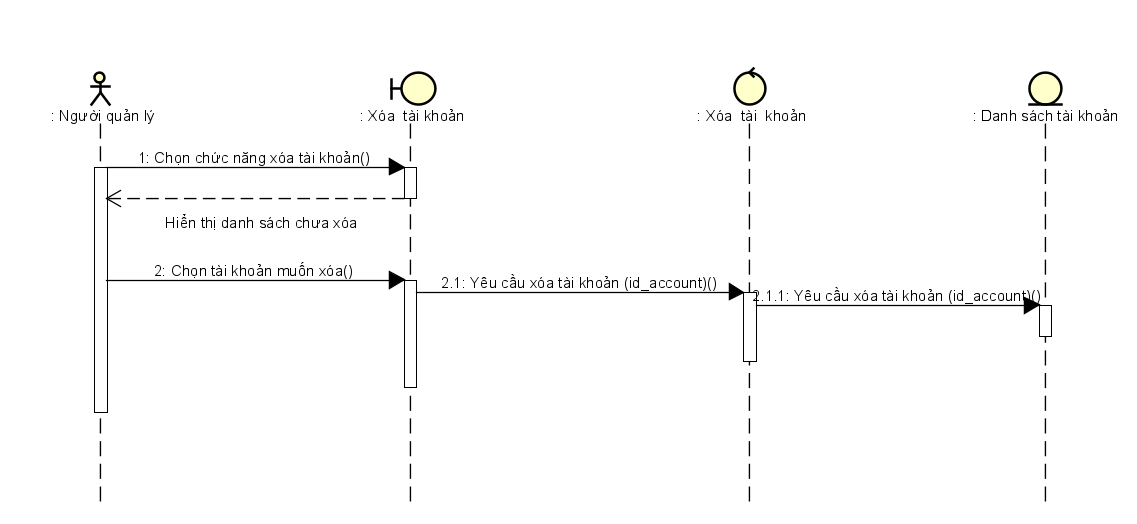 : Người quản lý
: Xóa tài khoản
: Xóa tài khoản
: Danh sách tài khoản
1: Chọn chức năng xóa tài khoản()
Hiển thị danh sách chưa xóa
2: Chọn tài khoản muốn xóa()
2.1: Yêu cầu xóa tài khoản (id_account)()
2.1.1: Yêu cầu xóa tài khoản (id_account)()